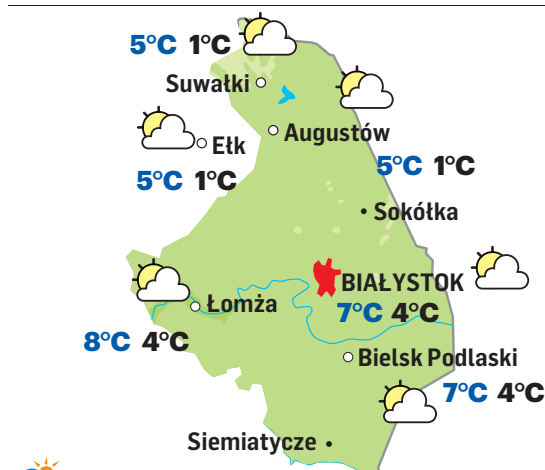 5°C 1°C
Suwałki
Augustów
Ełk
5°C 1°C
5°C 1°C
Sokółka
BIAŁYSTOK
Łomża
7°C 4°C
8°C 4°C
Bielsk Podlaski
7°C 4°C
Siemiatycze